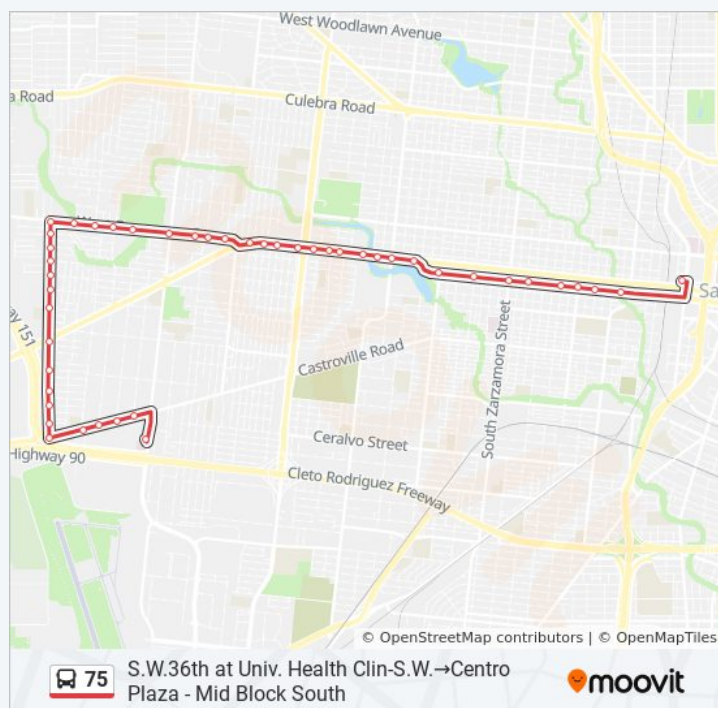 West Woodlawn Avenue
a Road
Culebra Road
Sa
South Zarzamora Street
ay 151
Castroville Road
Ceralvo Street
Highway 90
Cleto Rodriguez Freeway
© OpenStreetMap contributors | © OpenMapTiles
75
S.W.36th at Univ. Health Clin-S.W.→Centro
Plaza - Mid Block South
moovit